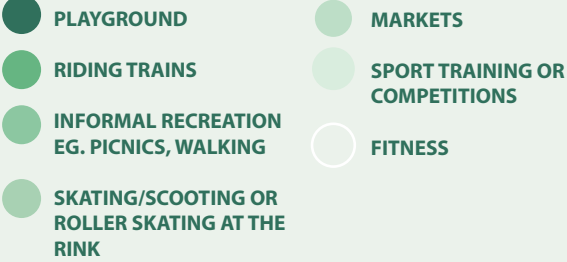 PLAYGROUND
RIDING TRAINS
INFORMAL RECREATION
EG. PICNICS, WALKING
SKATING/SCOOTING OR
ROLLER SKATING AT THE
RINK
MARKETS
SPORT TRAINING OR
COMPETITIONS
FITNESS